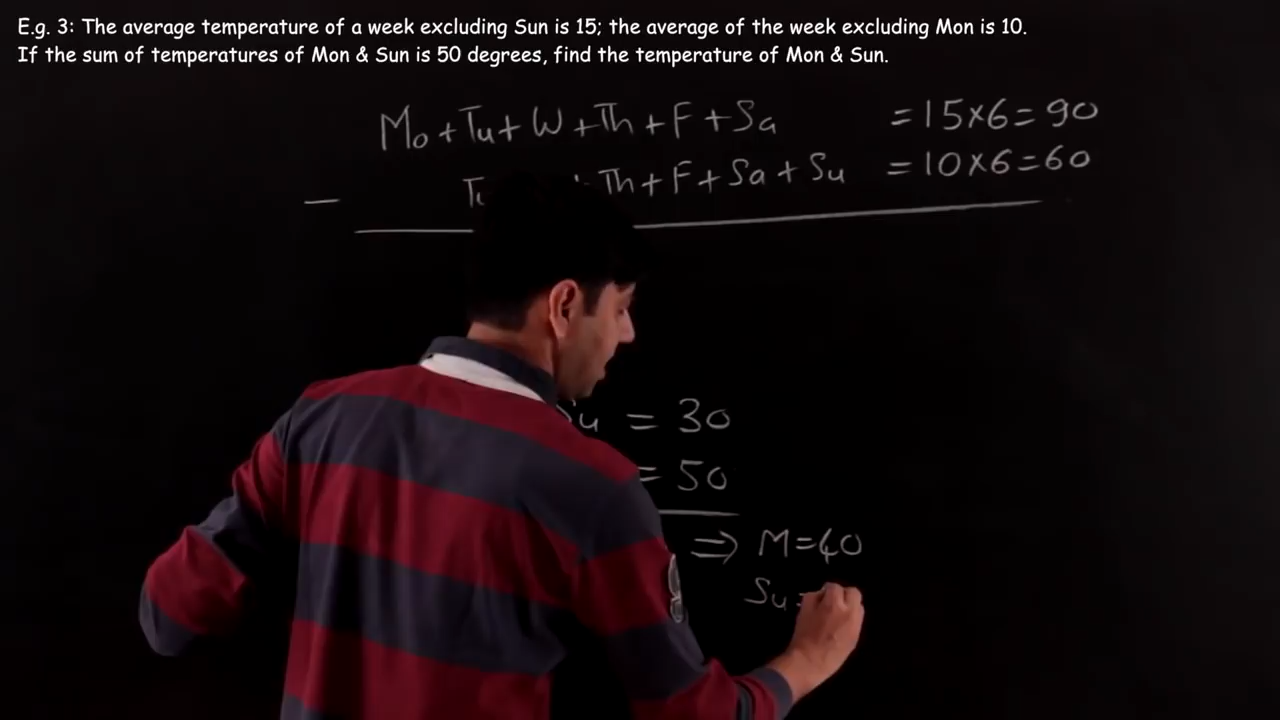 E.g. 3: The average temperature of a week excluding Sun is 15; the average of the week excluding Mon is 10.
If the sum of temperatures of Mon & Sun is 50 degrees, find the temperature of Mon & Sun.
Mo+Tu+W+Th+F+Sa =15×6=90
Th+F+Sa+Su =10×6=60
—
Su = 30
= 50
⇒ M=40
Su =